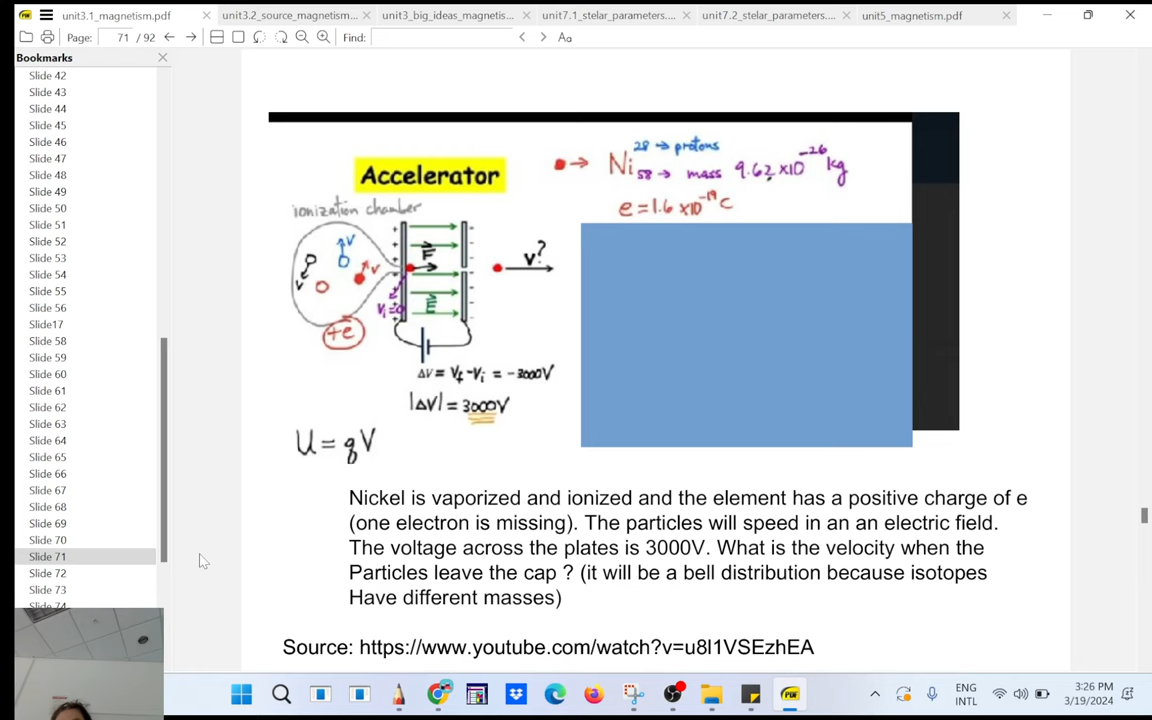 unit3.1_magnetism.pdf
unit3.2_source_magnetism....
unit3_big_ideas_magnetis...
unit7.1_stelar_parameters....
unit7.2_stelar_parameters....
unit5_magnetism.pdf
Page: 71 / 92
Find:
Aa
Bookmarks
Slide 42
Slide 43
Slide 44
Slide 45
Slide 46
Slide 47
Slide 48
Slide 49
Slide 50
Slide 51
Slide 52
Slide 53
Slide 54
Slide 55
Slide 56
Slide17
Slide 58
Slide 59
Slide 60
Slide 61
Slide 62
Slide 63
Slide 64
Slide 65
Slide 66
Slide 67
Slide 68
Slide 69
Slide 70
Slide 71
Slide 72
Slide 73
Slide 74
Accelerator
Ni 28 → protons
58 → mass 9.62 x10^-26 kg
e = 1.6 x10^-19 C
ionization chamber
v
v
v
F
v?
Vi=0
E
+e
ΔV = Vf - Vi = -3000V
|ΔV| = 3000V
U = qV
Nickel is vaporized and ionized and the element has a positive charge of e
(one electron is missing). The particles will speed in an an electric field.
The voltage across the plates is 3000V. What is the velocity when the
Particles leave the cap ? (it will be a bell distribution because isotopes
Have different masses)
Source: https://www.youtube.com/watch?v=u8l1VSEzhEA
ENG
INTL
3:26 PM
3/19/2024
PDF